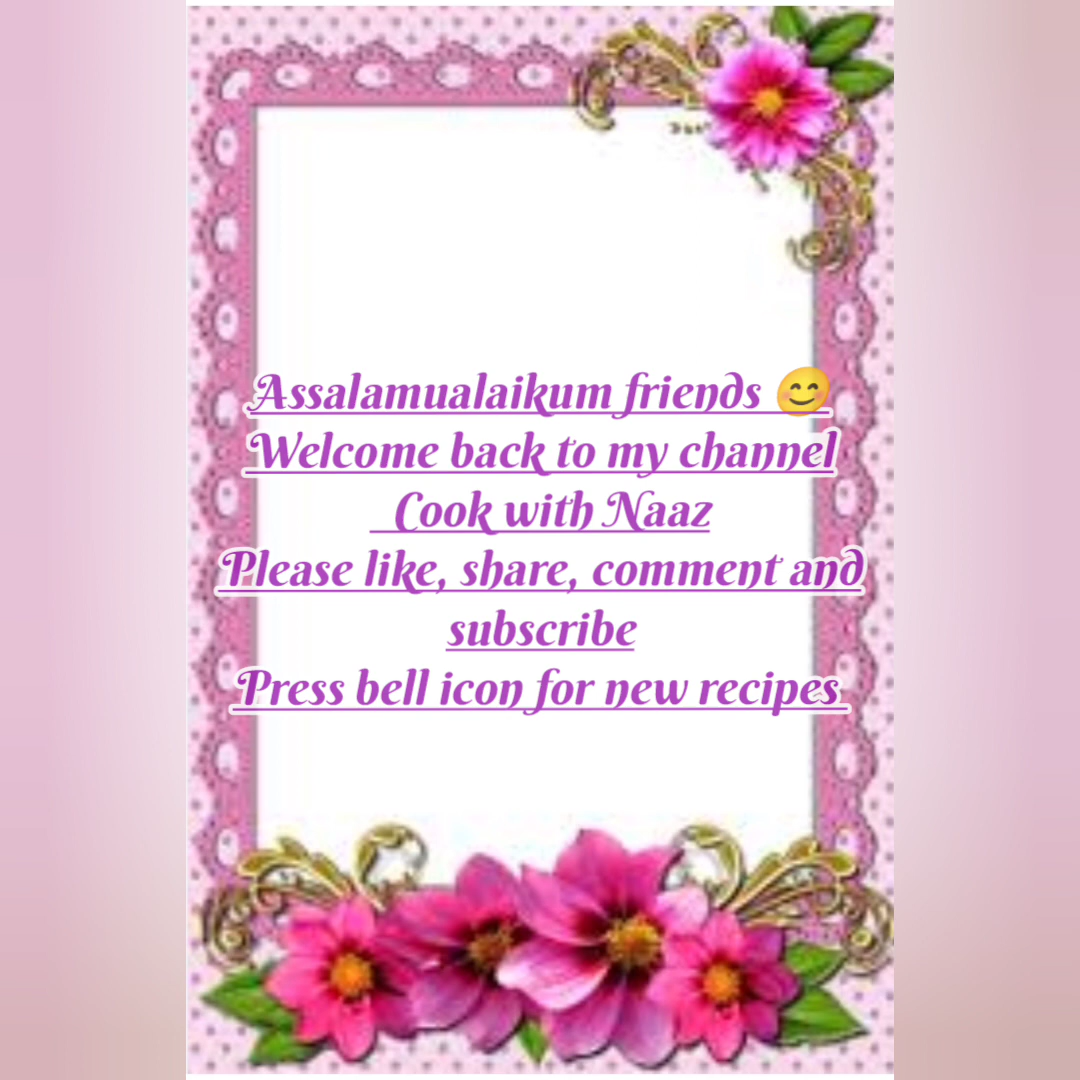 Assalamualaikum friends 😊
Welcome back to my channel
Cook with Naaz
Please like, share, comment and
subscribe
Press bell icon for new recipes